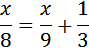 x/8 = x/9 + 1/3